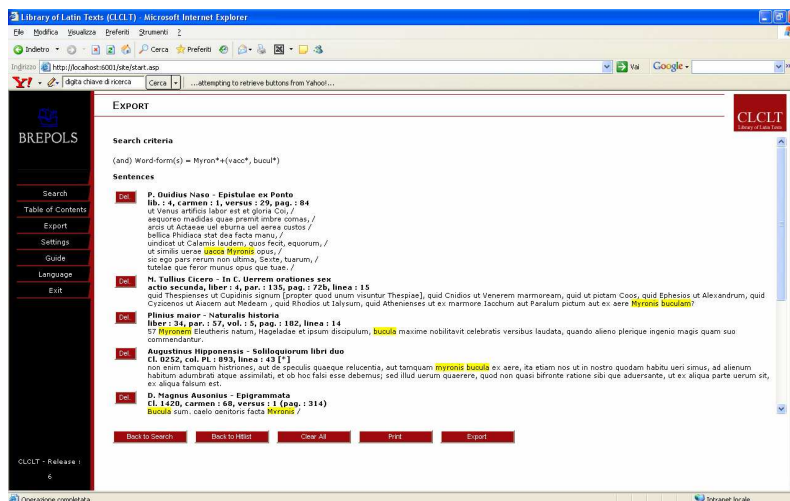 Library of Latin Texts (CLCLT) - Microsoft Internet Explorer
File Modifica Visualizza Preferiti Strumenti ?
Indietro Cerca Preferiti
Indirizzo http://localhost:6001/site/start.asp Vai Google
Y! digita chiave di ricerca Cerca ...attempting to retrieve buttons from Yahoo!...
EXPORT
CLCLT
Library of Latin Texts
BREPOLS
Search
Table of Contents
Export
Settings
Guide
Language
Exit
CLCLT - Release :
6
Search criteria
(and) Word-form(s) = Myron*+(vacc*, bucul*)
Sentences
Del. P. Ouidius Naso - Epistulae ex Ponto
lib. : 4, carmen : 1, versus : 29, pag. : 84
ut Venus artificis labor est et gloria Coi, /
aequoreo madidas quae premit imbre comas, /
arcis ut Actaeae uel eburna uel aerea custos /
bellica Phidiaca stat dea facta manu, /
uindicat ut Calamis laudem, quos fecit, equorum, /
ut similis uerae uacca Myronis opus, /
sic ego pars rerum non ultima, Sexte, tuarum, /
tutelae que feror munus opus que tuae. /
Del. M. Tullius Cicero - In C. Uerrem orationes sex
actio secunda, liber : 4, par. : 135, pag. : 72b, linea : 15
quid Thespienses ut Cupidinis signum [propter quod unum visuntur Thespiae], quid Cnidios ut Venerem marmoream, quid ut pictam Coos, quid Ephesios ut Alexandrum, quid
Cyzicenos ut Aiacem aut Medeam , quid Rhodios ut Ialysum, quid Athenienses ut ex marmore Iacchum aut Paralum pictum aut ex aere Myronis buculam?
Del. Plinius maior - Naturalis historia
liber : 34, par. : 57, vol. : 5, pag. : 182, linea : 14
57 Myronem Eleutheris natum, Hageladae et ipsum discipulum, bucula maxime nobilitavit celebratis versibus laudata, quando alieno plerique ingenio magis quam suo
commendantur.
Del. Augustinus Hipponensis - Soliloquiorum libri duo
Cl. 0252, col. PL : 893, linea : 43 [*]
non enim tamquam histriones, aut de speculis quaeque relucentia, aut tamquam myronis bucula ex aere, ita etiam nos ut in nostro quodam habitu ueri simus, ad alienum
habitum adumbrati atque assimilati, et ob hoc falsi esse debemus; sed illud uerum quaerere, quod non quasi bifronte ratione sibi que aduersante, ut ex aliqua parte uerum sit,
ex aliqua falsum est.
Del. D. Magnus Ausonius - Epigrammata
Cl. 1420, carmen : 68, versus : 1 (pag. : 314)
Bucula sum. caelo genitoris facta Myronis /
Back to Search Back to Hitlist Clear All Print Export
Operazione completata Intranet locale